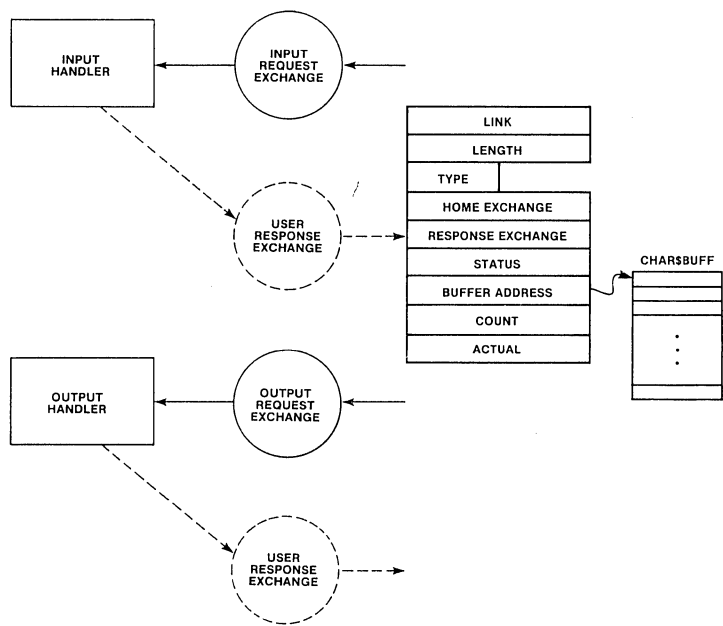 INPUT
HANDLER
INPUT
REQUEST
EXCHANGE
USER
RESPONSE
EXCHANGE
LINK
LENGTH
TYPE
HOME EXCHANGE
RESPONSE EXCHANGE
STATUS
BUFFER ADDRESS
COUNT
ACTUAL
CHAR$BUFF
OUTPUT
HANDLER
OUTPUT
REQUEST
EXCHANGE
USER
RESPONSE
EXCHANGE